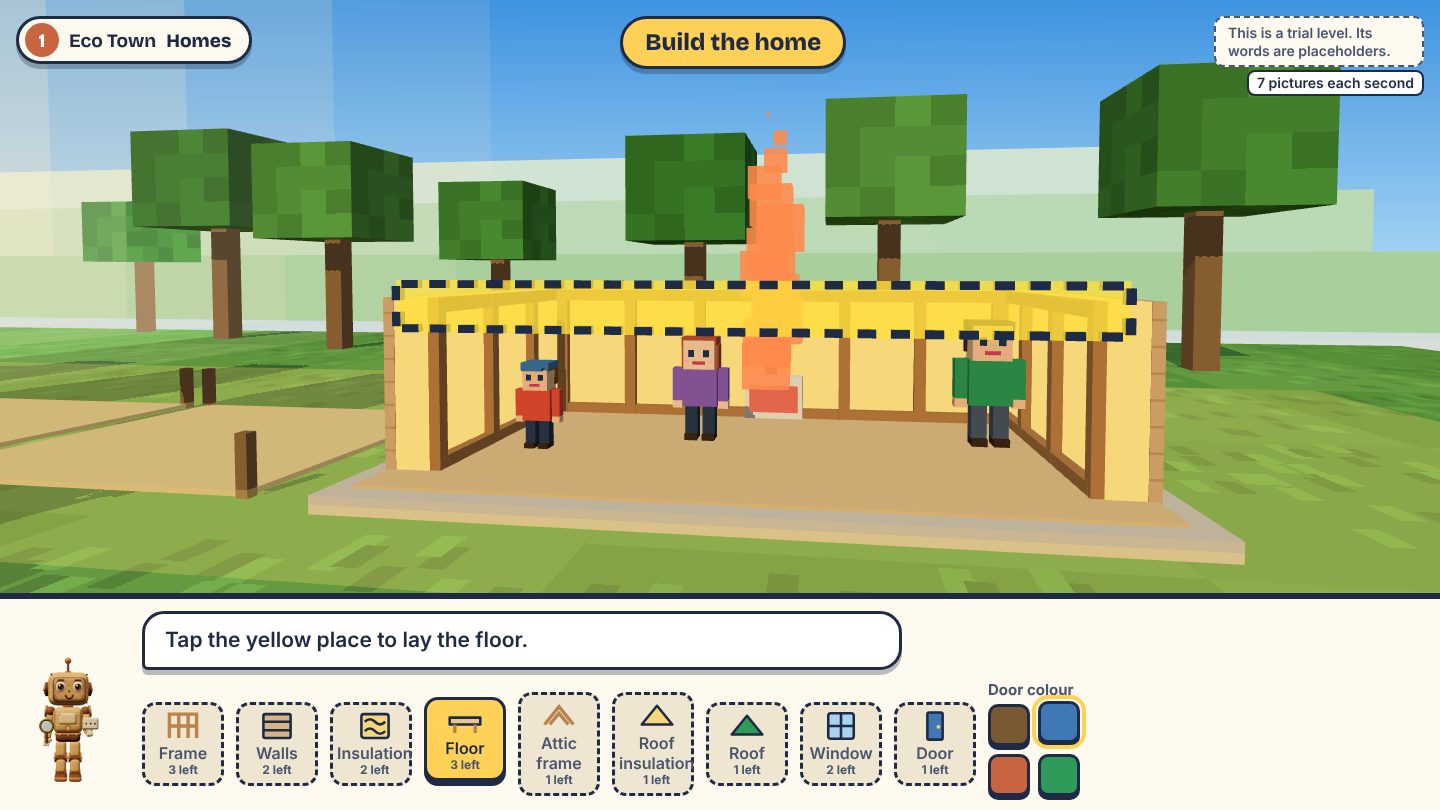 1 Eco Town Homes
Build the home
This is a trial level. Its
words are placeholders.
7 pictures each second
Tap the yellow place to lay the floor.
Frame
3 left
Walls
2 left
Insulation
2 left
Floor
3 left
Attic
frame
1 left
Roof
insulation
1 left
Roof
1 left
Window
2 left
Door
1 left
Door colour